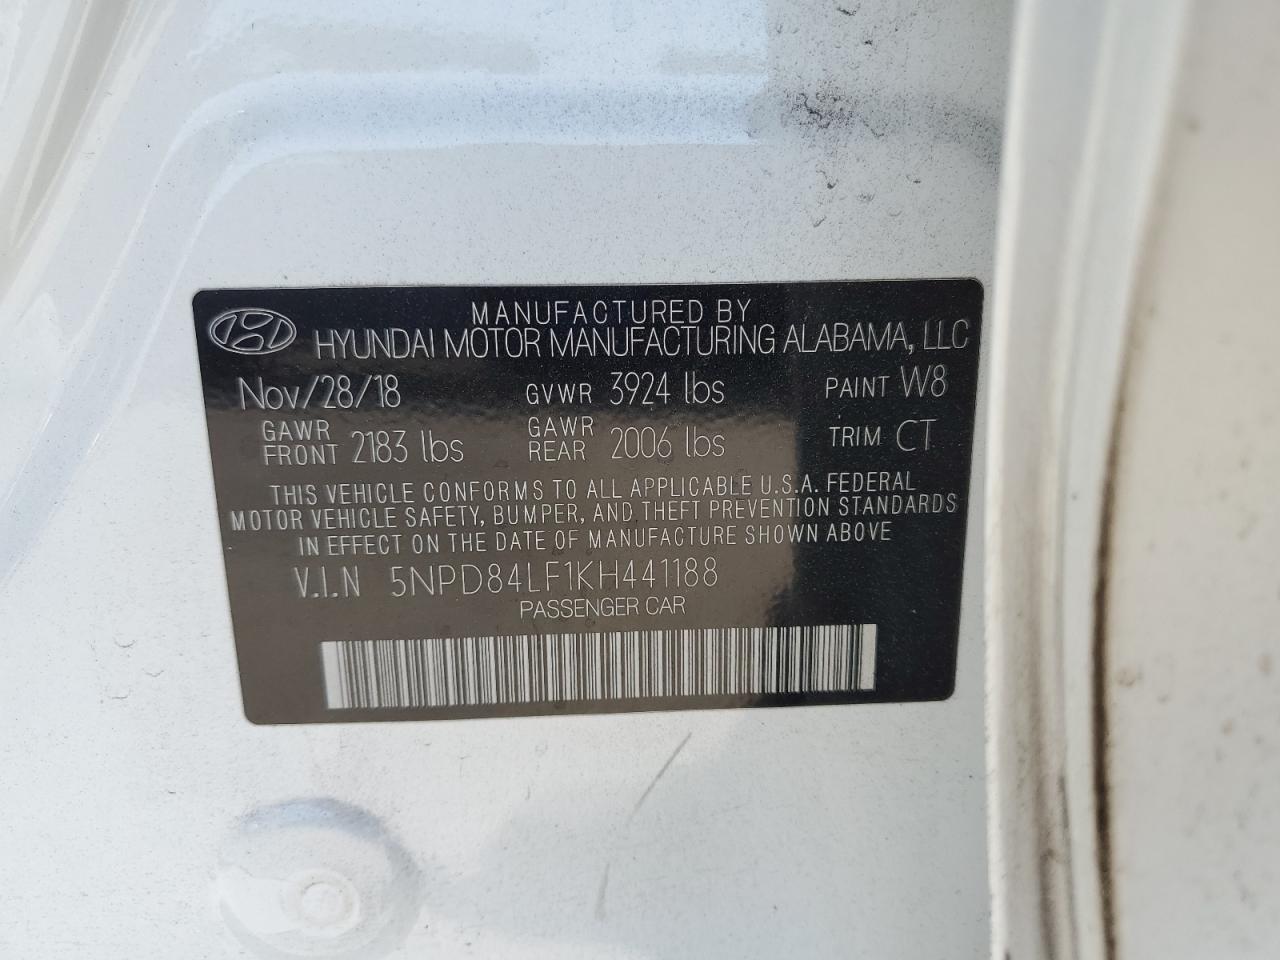 MANUFACTURED BY
HYUNDAI MOTOR MANUFACTURING ALABAMA, LLC
Nov/28/18 GVWR 3924 lbs PAINT W8
GAWR FRONT 2183 lbs GAWR REAR 2006 lbs TRIM CT
THIS VEHICLE CONFORMS TO ALL APPLICABLE U.S.A. FEDERAL
MOTOR VEHICLE SAFETY, BUMPER, AND THEFT PREVENTION STANDARDS
IN EFFECT ON THE DATE OF MANUFACTURE SHOWN ABOVE
V.I.N 5NPD84LF1KH441188
PASSENGER CAR